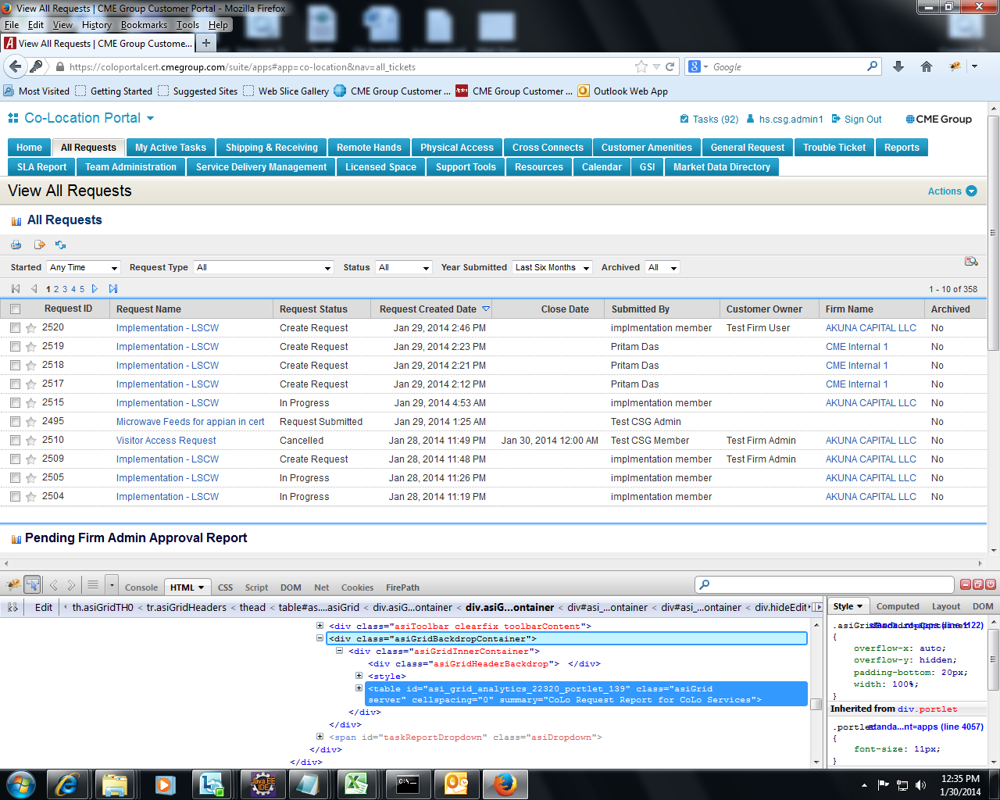 View All Requests | CME Group Customer Portal - Mozilla Firefox
File Edit View History Bookmarks Tools Help
View All Requests | CME Group Custome...
https://coloportalcert.cmegroup.com/suite/apps#app=co-location&nav=all_tickets
Google
Most Visited Getting Started Suggested Sites Web Slice Gallery CME Group Customer ... CME Group Customer ... Outlook Web App
Co-Location Portal Tasks (92) hs.csg.admin1 Sign Out CME Group
Home All Requests My Active Tasks Shipping & Receiving Remote Hands Physical Access Cross Connects Customer Amenities General Request Trouble Ticket Reports
SLA Report Team Administration Service Delivery Management Licensed Space Support Tools Resources Calendar GSI Market Data Directory
View All Requests Actions
All Requests
Started Any Time Request Type All Status All Year Submitted Last Six Months Archived All
1 2 3 4 5 1 - 10 of 358
Request ID Request Name Request Status Request Created Date Close Date Submitted By Customer Owner Firm Name Archived
2520 Implementation - LSCW Create Request Jan 29, 2014 2:46 PM implmentation member Test Firm User AKUNA CAPITAL LLC No
2519 Implementation - LSCW Create Request Jan 29, 2014 2:23 PM Pritam Das CME Internal 1 No
2518 Implementation - LSCW Create Request Jan 29, 2014 2:21 PM Pritam Das CME Internal 1 No
2517 Implementation - LSCW Create Request Jan 29, 2014 2:12 PM Pritam Das CME Internal 1 No
2515 Implementation - LSCW In Progress Jan 29, 2014 4:53 AM implmentation member AKUNA CAPITAL LLC No
2495 Microwave Feeds for appian in cert Request Submitted Jan 29, 2014 1:25 AM Test CSG Admin No
2510 Visitor Access Request Cancelled Jan 28, 2014 11:49 PM Jan 30, 2014 12:00 AM Test CSG Member Test Firm Admin AKUNA CAPITAL LLC No
2509 Implementation - LSCW Create Request Jan 28, 2014 11:48 PM implmentation member Test Firm Admin AKUNA CAPITAL LLC No
2505 Implementation - LSCW In Progress Jan 28, 2014 11:26 PM implmentation member AKUNA CAPITAL LLC No
2504 Implementation - LSCW In Progress Jan 28, 2014 11:19 PM implmentation member AKUNA CAPITAL LLC No
Pending Firm Admin Approval Report
Console HTML CSS Script DOM Net Cookies FirePath
Edit th.asiGridTH0 < tr.asiGridHeaders < thead < table#as....asiGrid < div.asiG...ontainer < div.asiG...ontainer < div#asi_...ontainer < div#asi_...ontainer < div.hideEdit
Style Computed Layout DOM
<div class="asiToolbar clearfix toolbarContent">
<div class="asiGridBackdropContainer">
<div class="asiGridInnerContainer">
<div class="asiGridHeaderBackdrop"> </div>
<style>
<table id="asi_grid_analytics_22320_portlet_139" class="asiGrid
server" cellspacing="0" summary="CoLo Request Report for CoLo Services">
</div>
</div>
<span id="taskReportDropdown" class="asiDropdown">
</div>
</div>
{
overflow-x: auto;
overflow-y: hidden;
padding-bottom: 20px;
width: 100%;
}
Inherited from div.portlet
.portlet standa...nt=apps (line 4057)
{
font-size: 11px;
}
Java EE
IDE
12:35 PM
1/30/2014